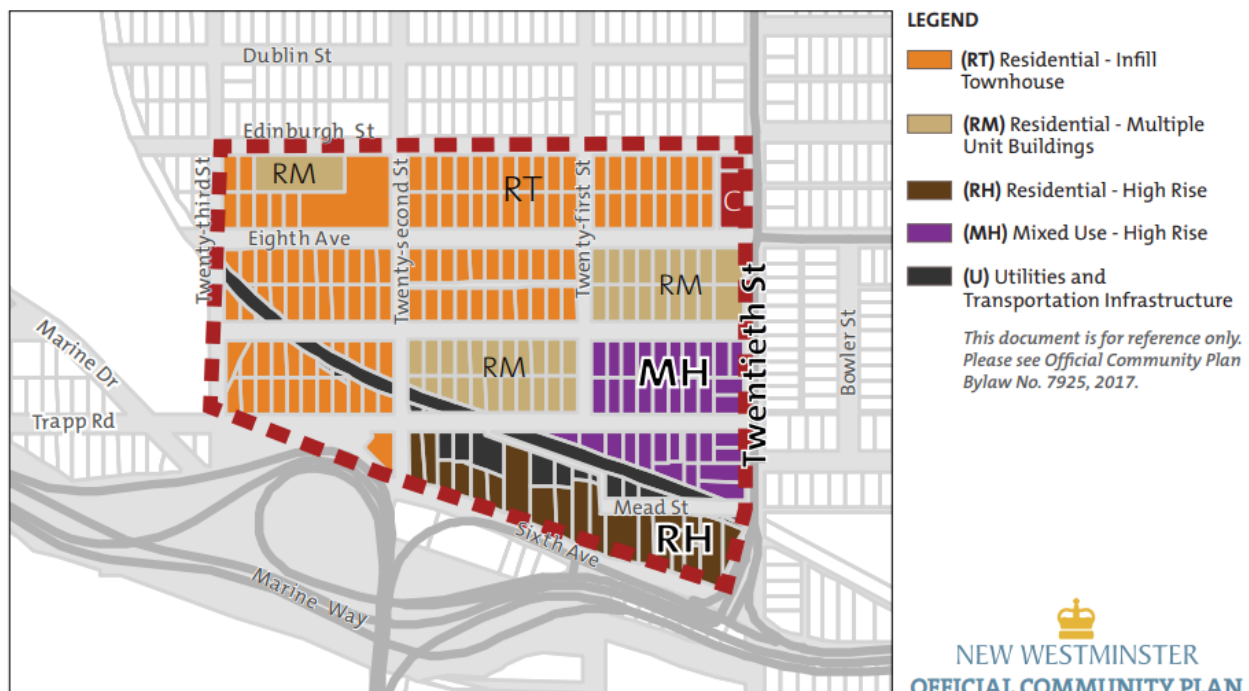 Dublin St
Edinburgh St
RM
RT
C
Twenty-third St
Twenty-second St
Twenty-first St
Eighth Ave
RM
Twentieth St
Bowler St
Marine Dr
RM
MH
Trapp Rd
Mead St
RH
Sixth Ave
Marine Way
LEGEND
(RT) Residential - Infill
Townhouse
(RM) Residential - Multiple
Unit Buildings
(RH) Residential - High Rise
(MH) Mixed Use - High Rise
(U) Utilities and
Transportation Infrastructure
This document is for reference only.
Please see Official Community Plan
Bylaw No. 7925, 2017.
NEW WESTMINSTER
OFFICIAL COMMUNITY PLAN